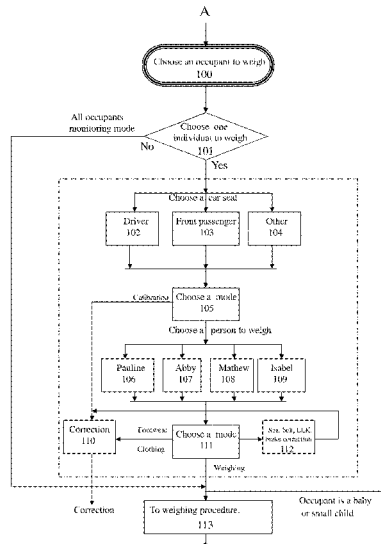 A
Choose an occupant to weigh
100
All occupants
monitoring mode
Choose one
individual to weigh
101
No
Yes
Choose a car seat
Driver
102
Front passenger
103
Other
104
Calibration
Choose a mode
105
Choose a person to weigh
Pauline
106
Abby
107
Mathew
108
Isabel
109
Correction
110
Footwear
Clothing
Choose a mode
111
112
Weighing
Correction
Occupant is a baby
or small child
To weighing procedure.
113